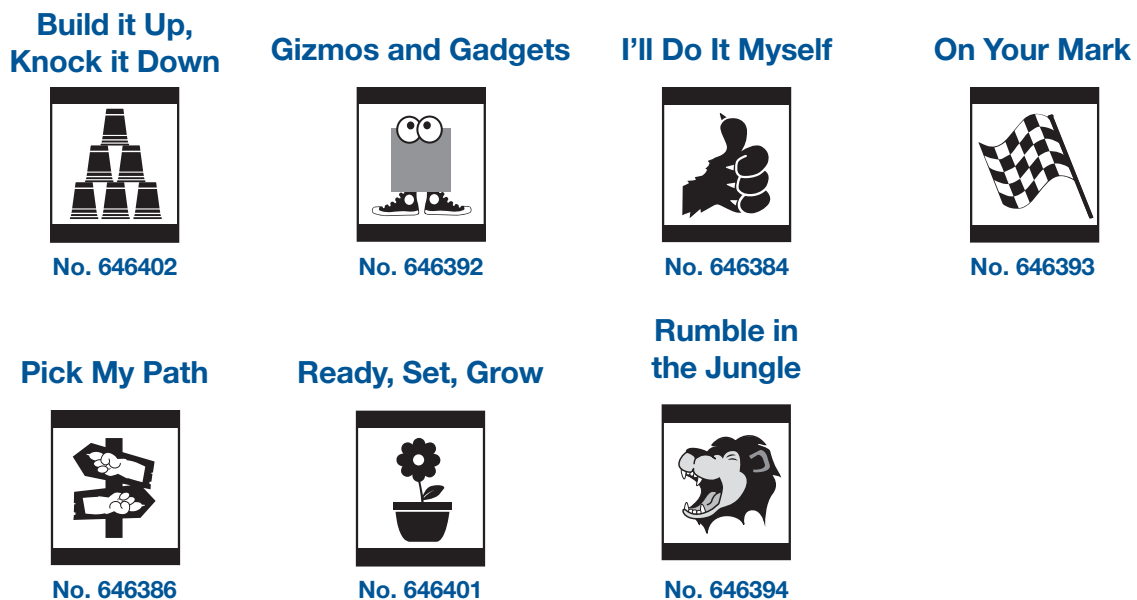 Build it Up,
Knock it Down
Gizmos and Gadgets
I'll Do It Myself
On Your Mark
No. 646402
No. 646392
No. 646384
No. 646393
Pick My Path
Ready, Set, Grow
Rumble in
the Jungle
No. 646386
No. 646401
No. 646394